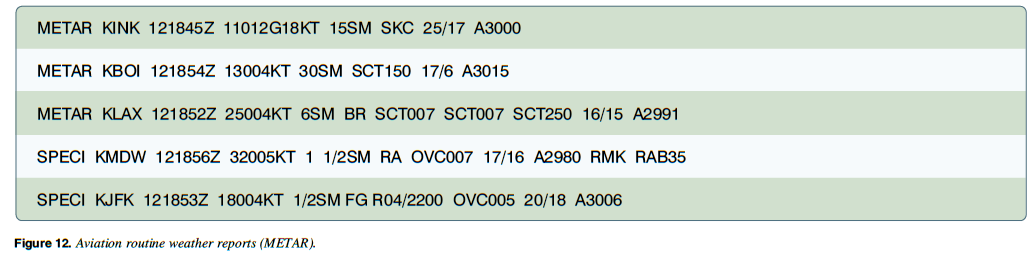 METAR KINK 121845Z 11012G18KT 15SM SKC 25/17 A3000
METAR KBOI 121854Z 13004KT 30SM SCT150 17/6 A3015
METAR KLAX 121852Z 25004KT 6SM BR SCT007 SCT007 SCT250 16/15 A2991
SPECI KMDW 121856Z 32005KT 1 1/2SM RA OVC007 17/16 A2980 RMK RAB35
SPECI KJFK 121853Z 18004KT 1/2SM FG R04/2200 OVC005 20/18 A3006
Figure 12. Aviation routine weather reports (METAR).